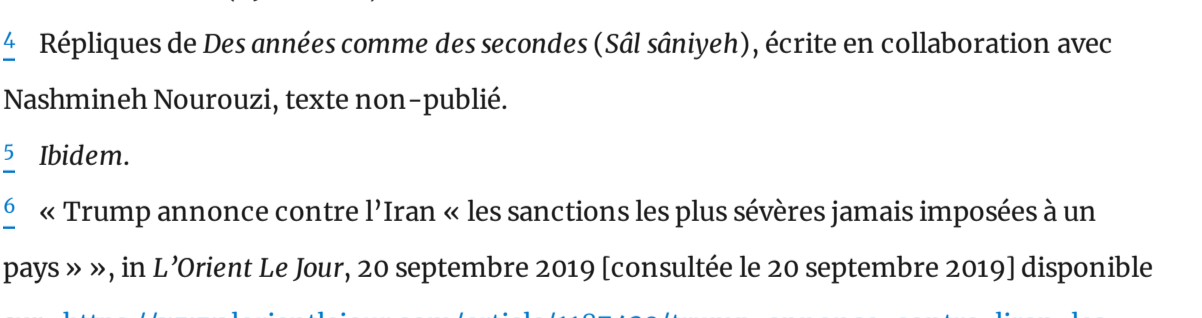 4 Répliques de Des années comme des secondes (Sâl sâniyeh), écrite en collaboration avec
Nashmineh Nourouzi, texte non-publié.
5 Ibidem.
6 « Trump annonce contre l’Iran « les sanctions les plus sévères jamais imposées à un
pays » », in L’Orient Le Jour, 20 septembre 2019 [consultée le 20 septembre 2019] disponible